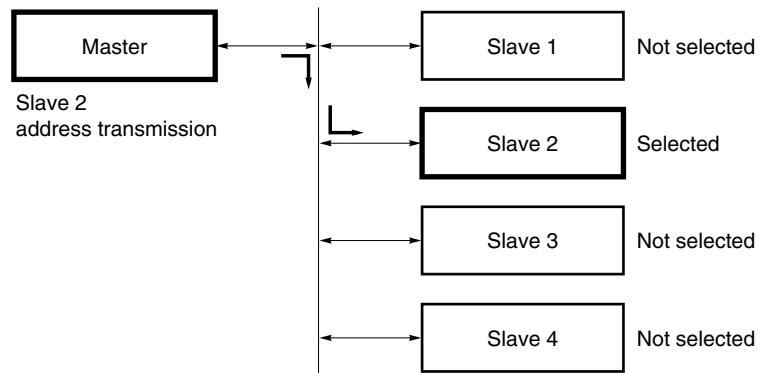 Master
Slave 1
Not selected
Slave 2
address transmission
Slave 2
Selected
Slave 3
Not selected
Slave 4
Not selected